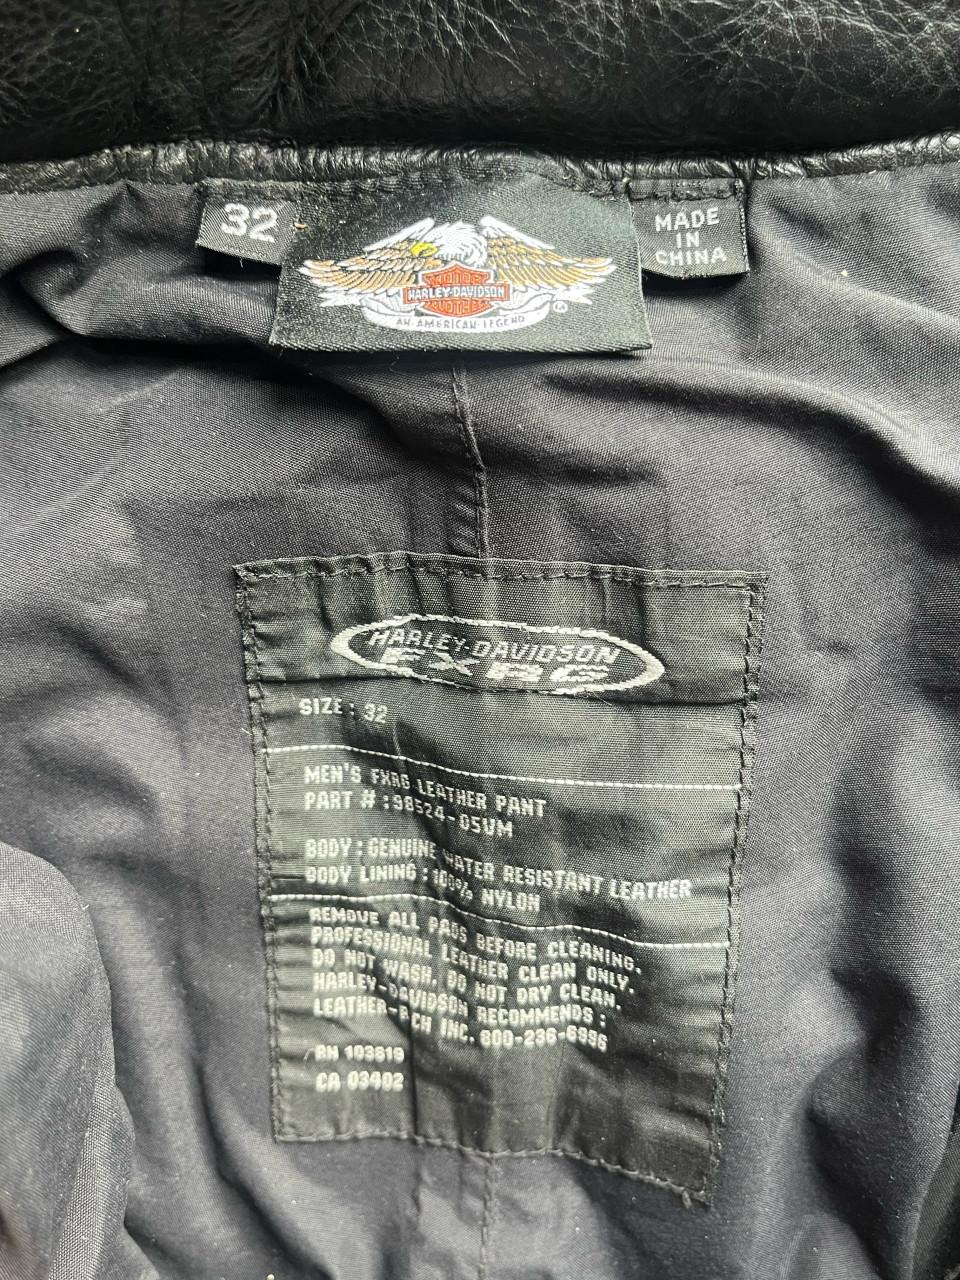 32
HARLEY-DAVIDSON
AN AMERICAN LEGEND
MADE
IN
CHINA
HARLEY-DAVIDSON
FXRG
SIZE : 32
MEN'S FXRG LEATHER PANT
PART # : 98524-05VM
BODY : GENUINE WATER RESISTANT LEATHER
BODY LINING : 100% NYLON
REMOVE ALL PADS BEFORE CLEANING.
PROFESSIONAL LEATHER CLEAN ONLY.
DO NOT WASH, DO NOT DRY CLEAN.
HARLEY-DAVIDSON RECOMMENDS :
LEATHER-RCH INC. 800-236-6996
RN 103819
CA 03402